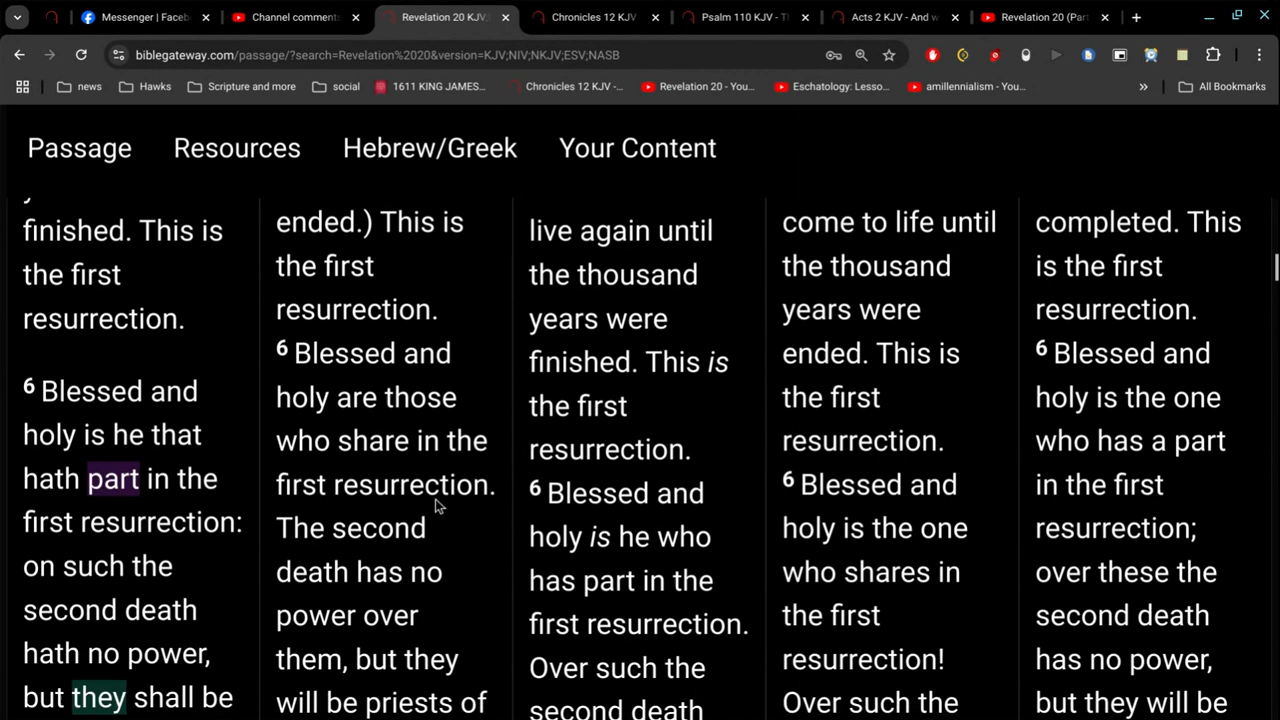 Messenger | Faceb
Channel comments
Revelation 20 KJV;
Chronicles 12 KJV
Psalm 110 KJV - T
Acts 2 KJV - And w
Revelation 20 (Par
biblegateway.com/passage/?search=Revelation%2020&version=KJV;NIV;NKJV;ESV;NASB
news
Hawks
Scripture and more
social
1611 KING JAMES...
Chronicles 12 KJV -...
Revelation 20 - You...
Eschatology: Lesso...
amillennialism - You...
»
All Bookmarks
Passage
Resources
Hebrew/Greek
Your Content
finished. This is
the first
resurrection.
6 Blessed and
holy is he that
hath part in the
first resurrection:
on such the
second death
hath no power,
but they shall be
ended.) This is
the first
resurrection.
6 Blessed and
holy are those
who share in the
first resurrection.
The second
death has no
power over
them, but they
will be priests of
live again until
the thousand
years were
finished. This is
the first
resurrection.
6 Blessed and
holy is he who
has part in the
first resurrection.
Over such the
second death
come to life until
the thousand
years were
ended. This is
the first
resurrection.
6 Blessed and
holy is the one
who shares in
the first
resurrection!
Over such the
completed. This
is the first
resurrection.
6 Blessed and
holy is the one
who has a part
in the first
resurrection;
over these the
second death
has no power,
but they will be